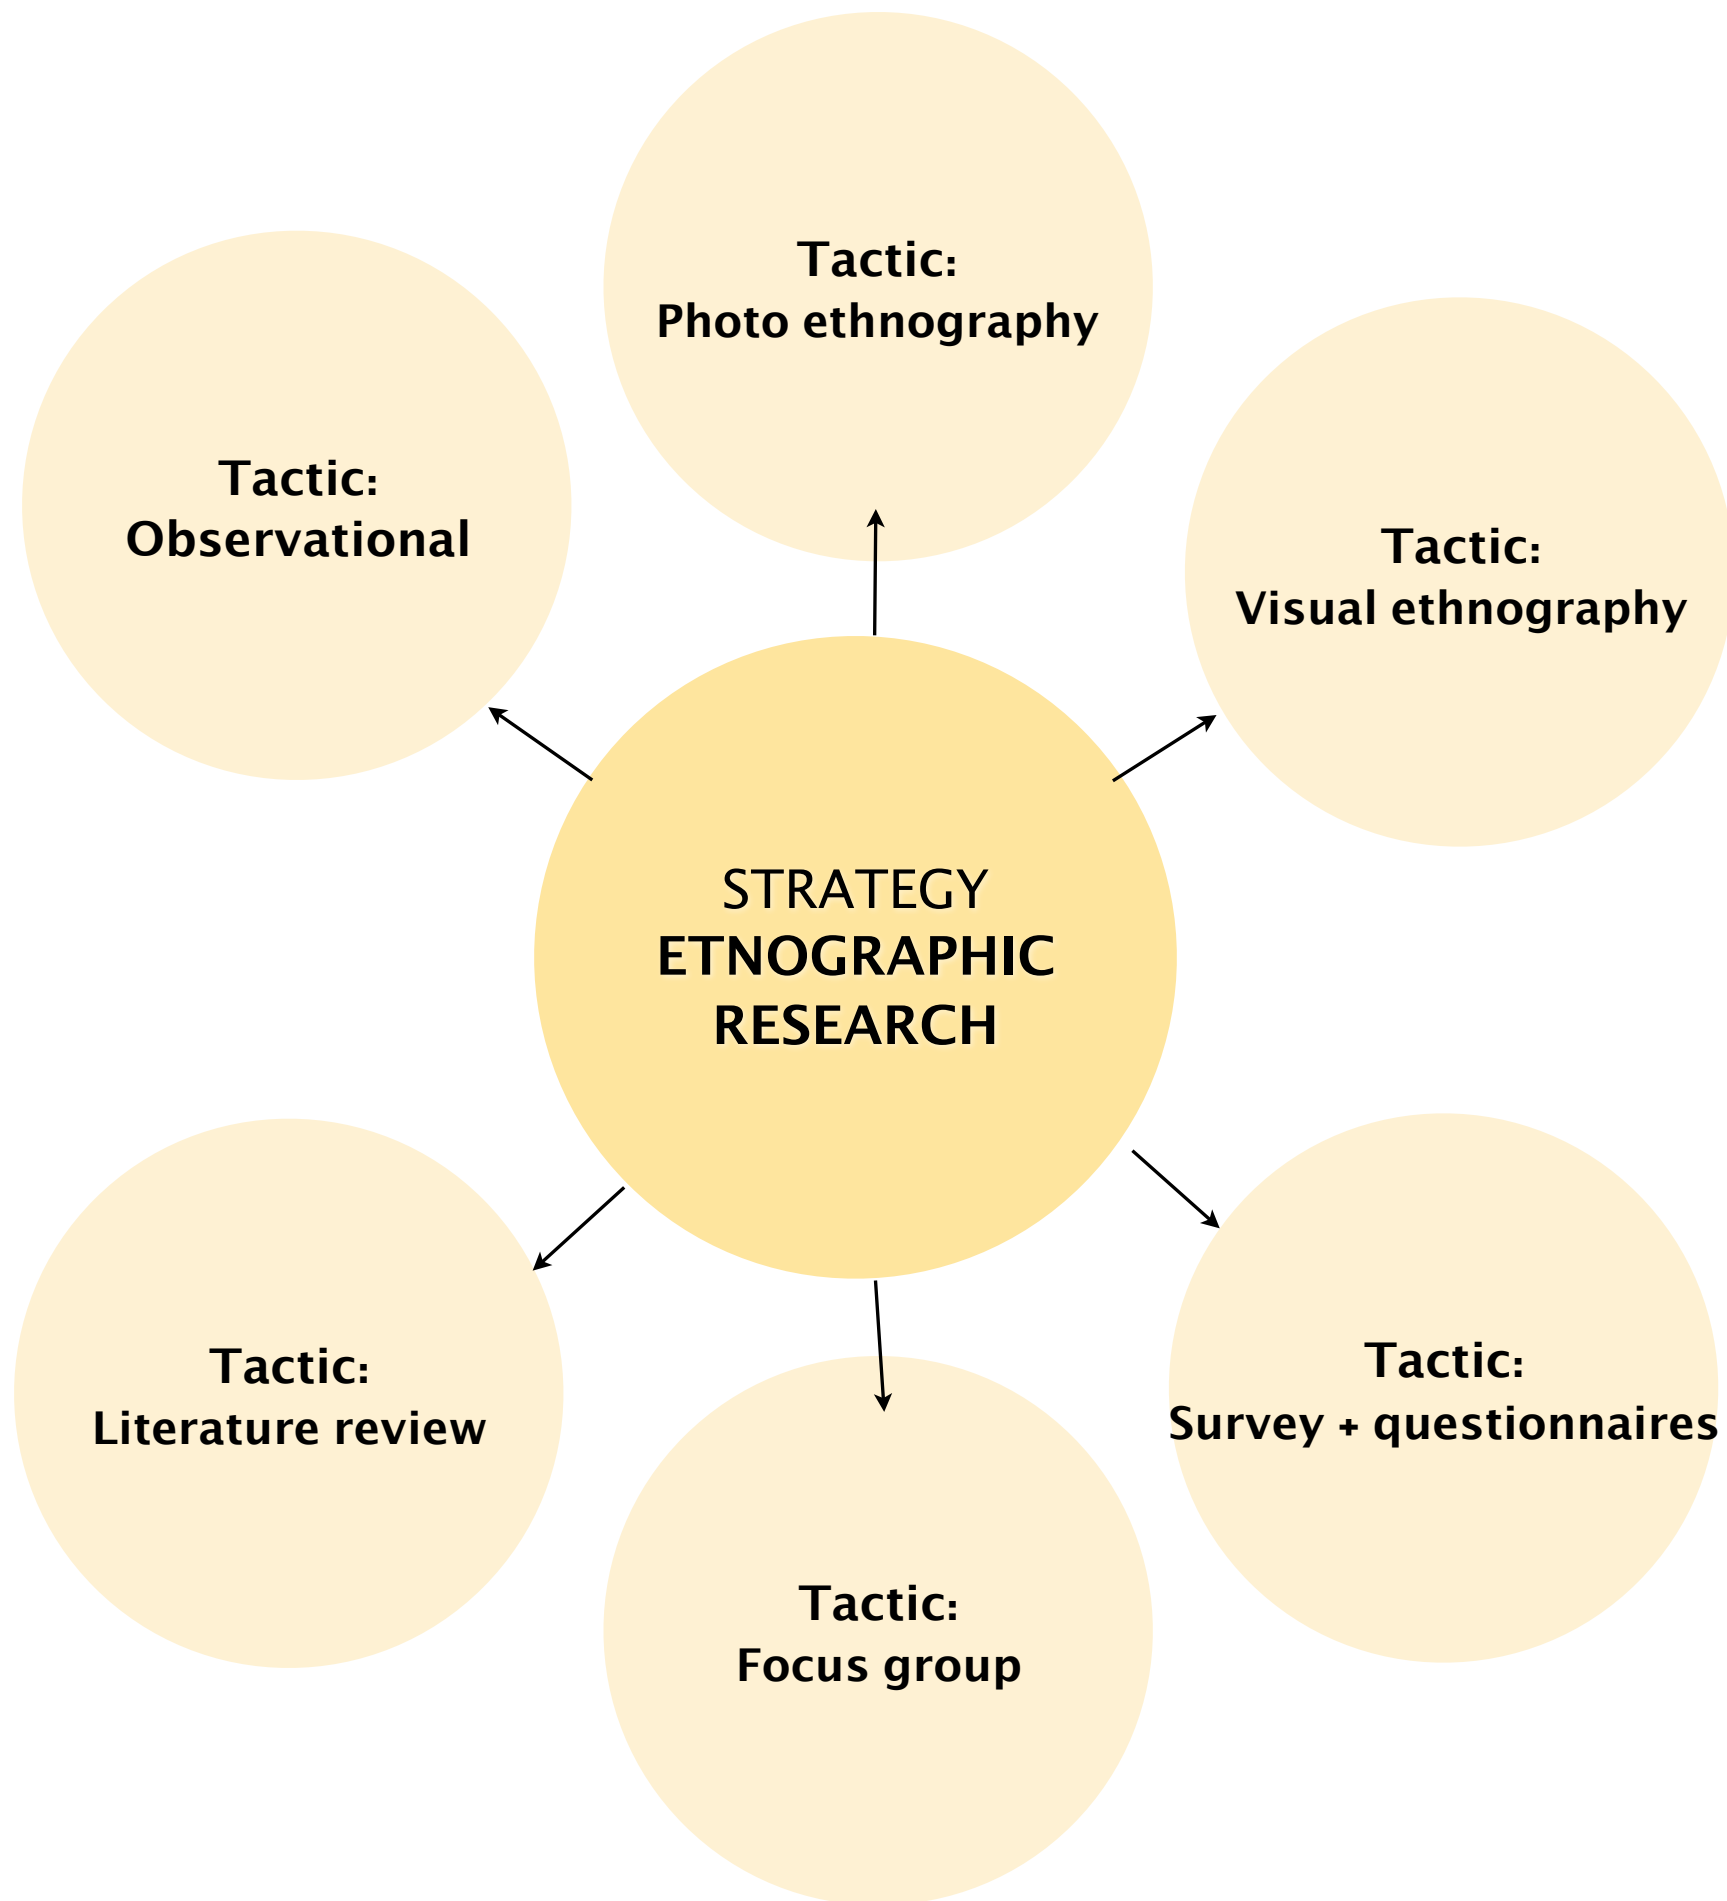 Tactic:
Photo ethnography
Tactic:
Observational
Tactic:
Visual ethnography
STRATEGY
ETNOGRAPHIC
RESEARCH
Tactic:
Literature review
Tactic:
Survey + questionnaires
Tactic:
Focus group